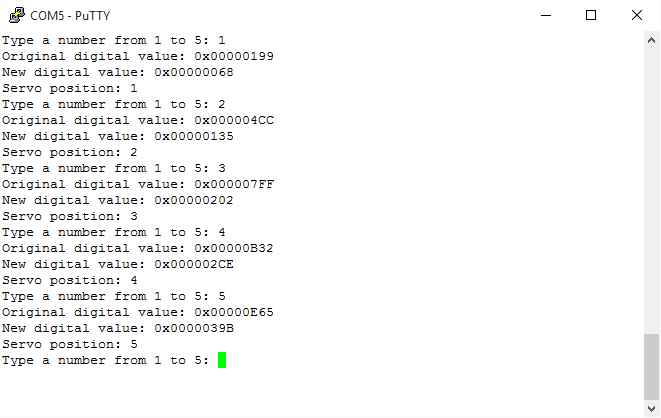 COM5 - PuTTY
Type a number from 1 to 5: 1
Original digital value: 0x00000199
New digital value: 0x00000068
Servo position: 1
Type a number from 1 to 5: 2
Original digital value: 0x000004CC
New digital value: 0x00000135
Servo position: 2
Type a number from 1 to 5: 3
Original digital value: 0x000007FF
New digital value: 0x00000202
Servo position: 3
Type a number from 1 to 5: 4
Original digital value: 0x00000B32
New digital value: 0x000002CE
Servo position: 4
Type a number from 1 to 5: 5
Original digital value: 0x00000E65
New digital value: 0x0000039B
Servo position: 5
Type a number from 1 to 5: